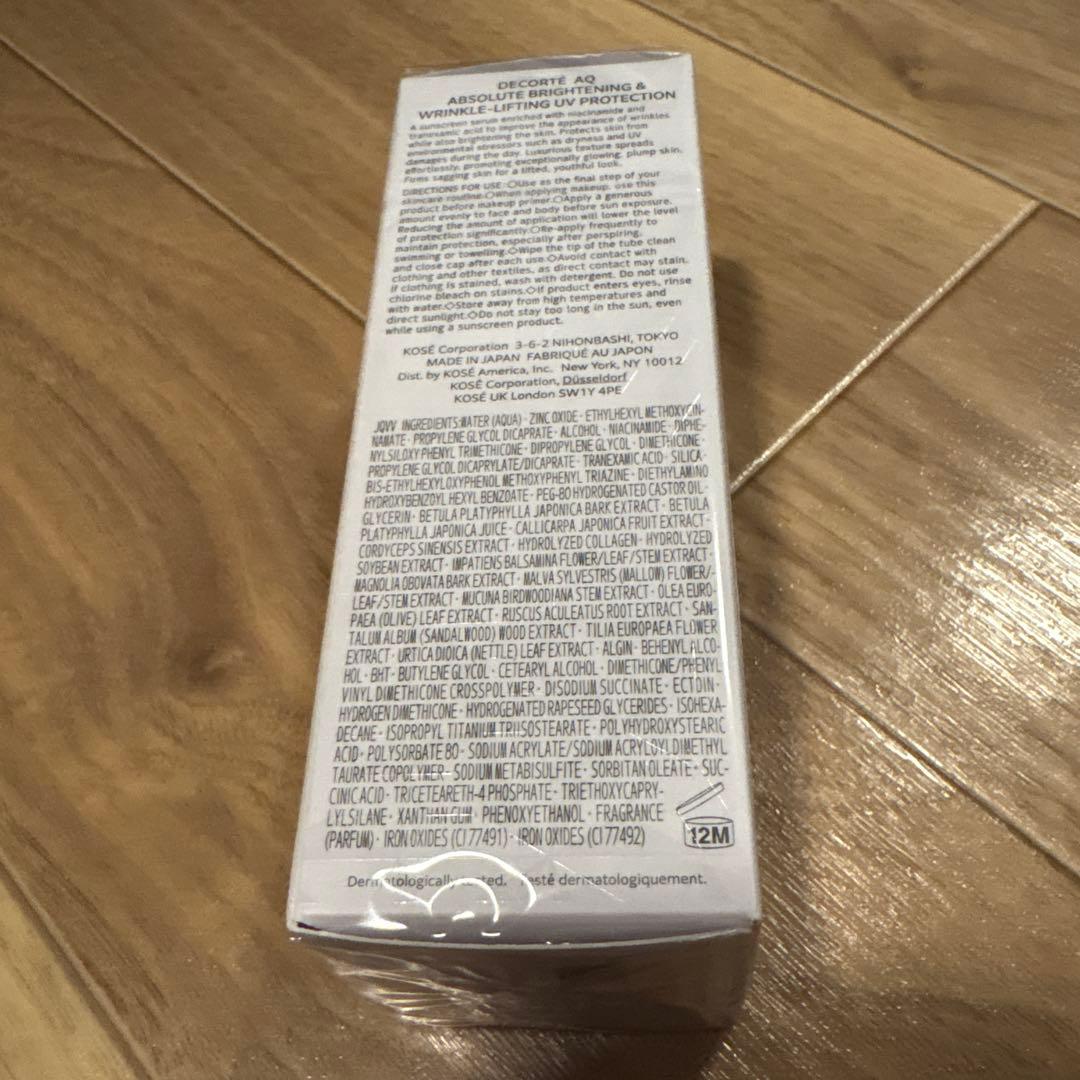 DECORTÉ AQ
ABSOLUTE BRIGHTENING &
WRINKLE-LIFTING UV PROTECTION
A sunscreen serum enriched with niacinamide and
tranexamic acid to improve the appearance of wrinkles
while also brightening the skin. Protects skin from
environmental stressors such as dryness and UV
damages during the day. Luxurious texture spreads
effortlessly, promoting exceptionally glowing, plump skin.
Firms sagging skin for a lifted, youthful look.
DIRECTIONS FOR USE:◇Use as the final step of your
skincare routine.◇When applying makeup, use this
product before makeup primer.◇Apply a generous
amount evenly to face and body before sun exposure.
Reducing the amount of application will lower the level
of protection significantly.◇Re-apply frequently to
maintain protection, especially after perspiring,
swimming or towelling.◇Wipe the tip of the tube clean
and close cap after each use.◇Avoid contact with
clothing and other textiles, as direct contact may stain.
If clothing is stained, wash with detergent. Do not use
chlorine bleach on stains.◇If product enters eyes, rinse
with water.◇Store away from high temperatures and
direct sunlight.◇Do not stay too long in the sun, even
while using a sunscreen product.
KOSÉ Corporation 3-6-2 NIHONBASHI, TOKYO
MADE IN JAPAN FABRIQUÉ AU JAPON
Dist. by KOSÉ America, Inc. New York, NY 10012
KOSÉ Corporation, Düsseldorf
KOSÉ UK London SW1Y 4PE
JQVV INGREDIENTS:WATER (AQUA)・ZINC OXIDE・ETHYLHEXYL METHOXYCIN-
NAMATE・PROPYLENE GLYCOL DICAPRATE・ALCOHOL・NIACINAMIDE・DIPHE-
NYLSILOXY PHENYL TRIMETHICONE・DIPROPYLENE GLYCOL・DIMETHICONE・
PROPYLENE GLYCOL DICAPRYLATE/DICAPRATE・TRANEXAMIC ACID・SILICA・
BIS-ETHYLHEXYLOXYPHENOL METHOXYPHENYL TRIAZINE・DIETHYLAMINO
HYDROXYBENZOYL HEXYL BENZOATE・PEG-80 HYDROGENATED CASTOR OIL・
GLYCERIN・BETULA PLATYPHYLLA JAPONICA BARK EXTRACT・BETULA
PLATYPHYLLA JAPONICA JUICE・CALLICARPA JAPONICA FRUIT EXTRACT・
CORDYCEPS SINENSIS EXTRACT・HYDROLYZED COLLAGEN・HYDROLYZED
SOYBEAN EXTRACT・IMPATIENS BALSAMINA FLOWER/LEAF/STEM EXTRACT・
MAGNOLIA OBOVATA BARK EXTRACT・MALVA SYLVESTRIS (MALLOW) FLOWER/-
LEAF/STEM EXTRACT・MUCUNA BIRDWOODIANA STEM EXTRACT・OLEA EURO-
PAEA (OLIVE) LEAF EXTRACT・RUSCUS ACULEATUS ROOT EXTRACT・SAN-
TALUM ALBUM (SANDALWOOD) WOOD EXTRACT・TILIA EUROPAEA FLOWER
EXTRACT・URTICA DIOICA (NETTLE) LEAF EXTRACT・ALGIN・BEHENYL ALCO-
HOL・BHT・BUTYLENE GLYCOL・CETEARYL ALCOHOL・DIMETHICONE/PHENYL
VINYL DIMETHICONE CROSSPOLYMER・DISODIUM SUCCINATE・ECTOIN・
HYDROGEN DIMETHICONE・HYDROGENATED RAPESEED GLYCERIDES・ISOHEXA-
DECANE・ISOPROPYL TITANIUM TRIISOSTEARATE・POLYHYDROXYSTEARIC
ACID・POLYSORBATE 80・SODIUM ACRYLATE/SODIUM ACRYLOYLDIMETHYL
TAURATE COPOLYMER・SODIUM METABISULFITE・SORBITAN OLEATE・SUC-
CINIC ACID・TRICETEARETH-4 PHOSPHATE・TRIETHOXYCAPRY-
LYLSILANE・XANTHAN GUM・PHENOXYETHANOL・FRAGRANCE
(PARFUM)・IRON OXIDES (CI 77491)・IRON OXIDES (CI 77492)
12M
Dermatologically tested. Testé dermatologiquement.